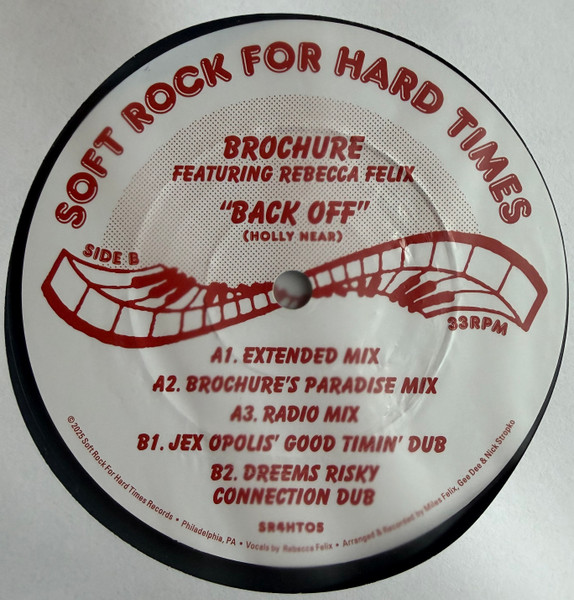 SOFT ROCK FOR HARD TIMES
BROCHURE
FEATURING REBECCA FELIX
"BACK OFF"
(HOLLY NEAR)
SIDE B
33RPM
A1. EXTENDED MIX
A2. BROCHURE'S PARADISE MIX
A3. RADIO MIX
B1. JEX OPOLIS' GOOD TIMIN' DUB
B2. DREEMS RISKY
CONNECTION DUB
SR4HT05
© 2025 Soft Rock For Hard Times Records • Philadelphia, PA • Vocals by Rebecca Felix • Arranged & Recorded by Miles Felix, Gee Dee & Nick Stropko